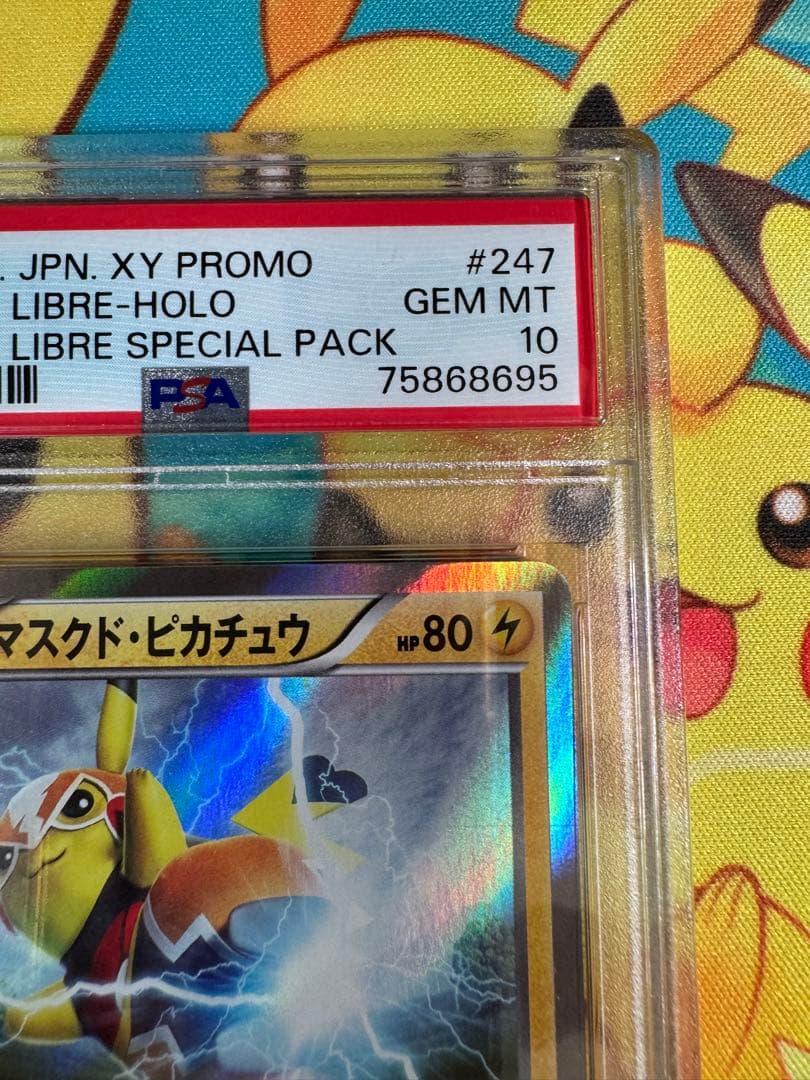 . JPN. XY PROMO #247
LIBRE-HOLO GEM MT
LIBRE SPECIAL PACK 10
PSA 75868695
マスクド・ピカチュウ HP80